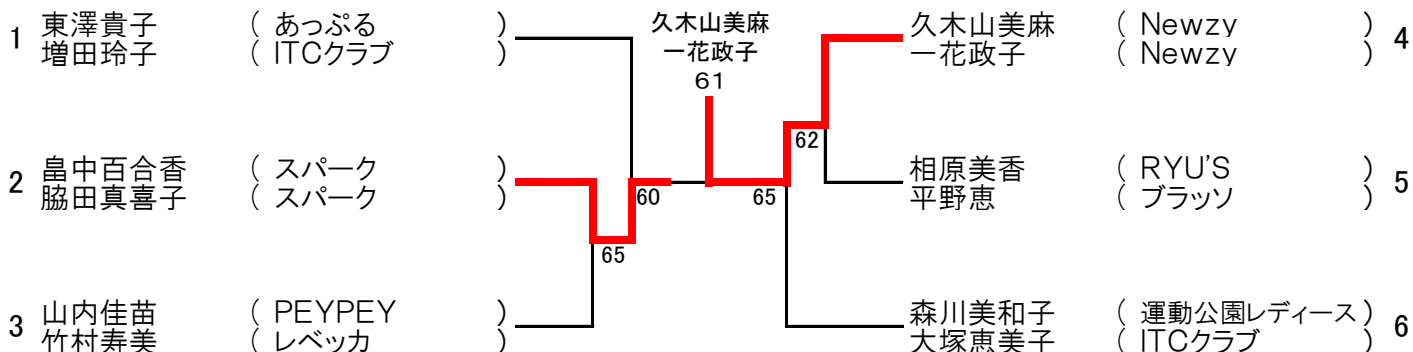 1 東澤貴子 ( あっぷる )
増田玲子 ( ITCクラブ )
2 畠中百合香 ( スパーク )
脇田真喜子 ( スパーク )
3 山内佳苗 ( PEYPEY )
竹村寿美 ( レベッカ )
65
60
久木山美麻
一花政子
61
65
62
久木山美麻 ( Newzy ) 4
一花政子 ( Newzy )
相原美香 ( RYU'S ) 5
平野恵 ( ブラッソ )
森川美和子 ( 運動公園レディース ) 6
大塚恵美子 ( ITCクラブ )